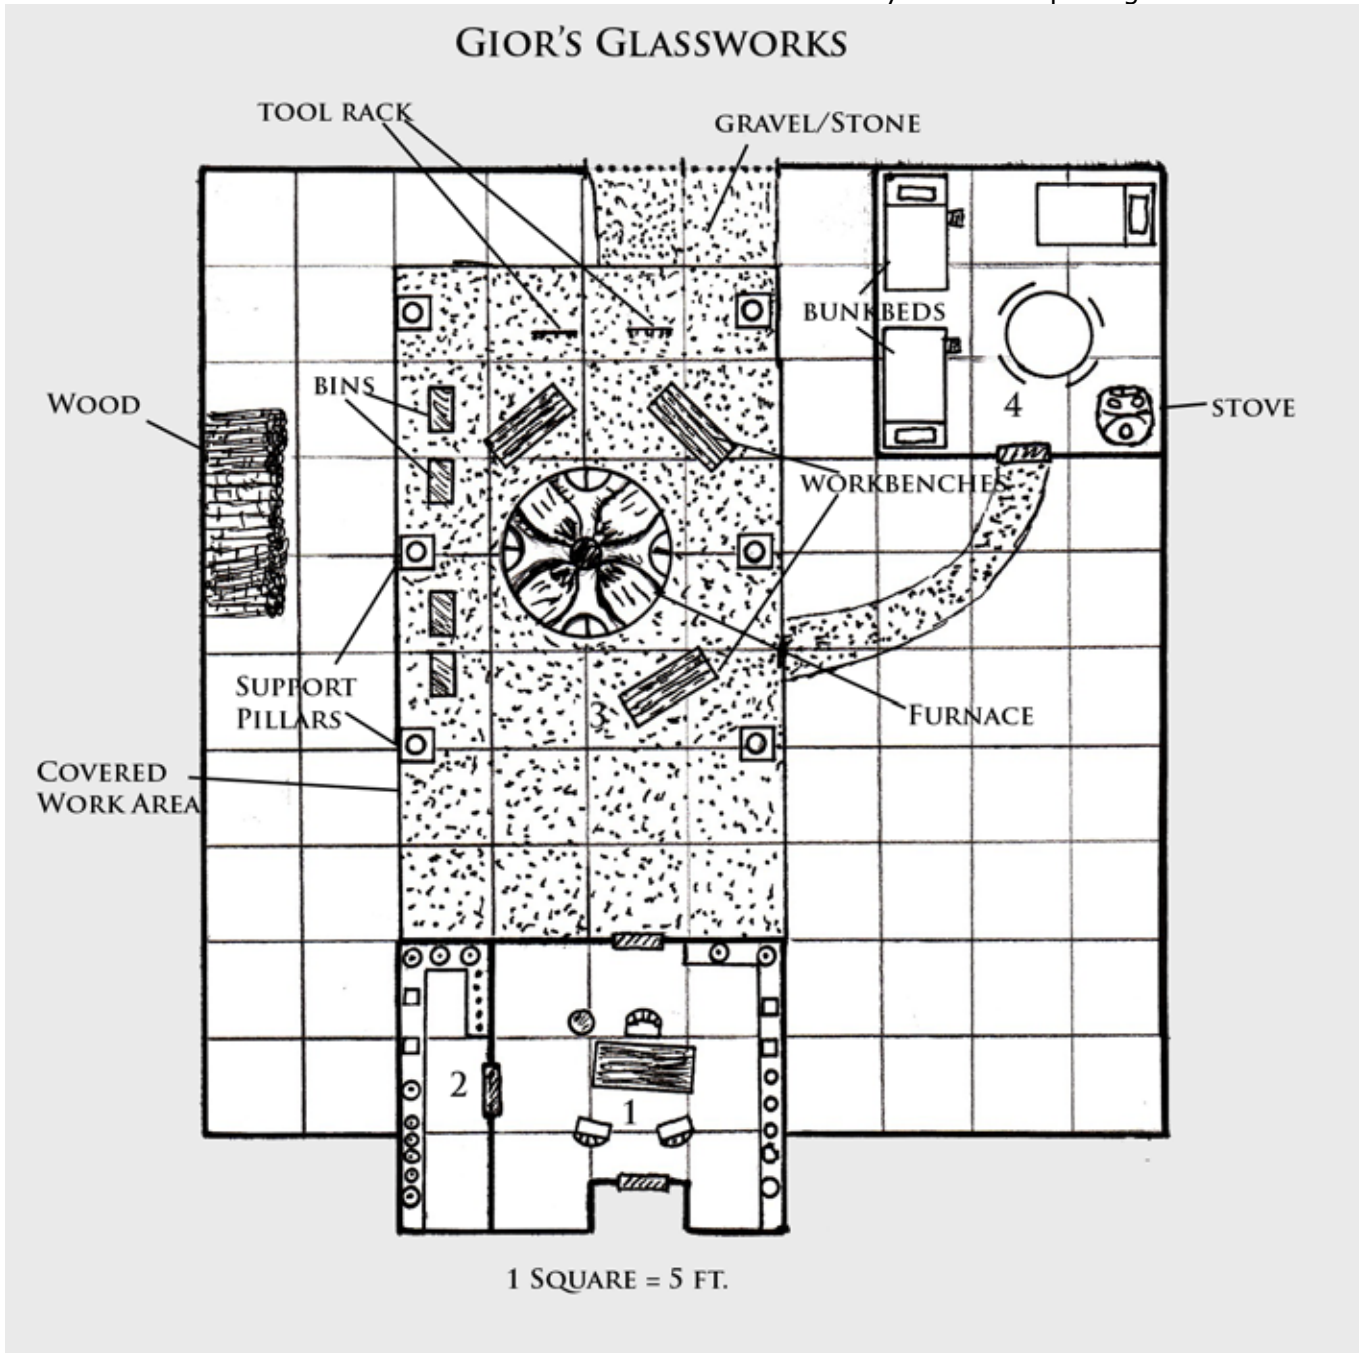 GIOR'S GLASSWORKS
TOOL RACK
GRAVEL/STONE
BUNKBEDS
BINS
WOOD
4
STOVE
WORKBENCHES
SUPPORT
PILLARS
3
FURNACE
COVERED
WORK AREA
2
1
1 SQUARE = 5 FT.